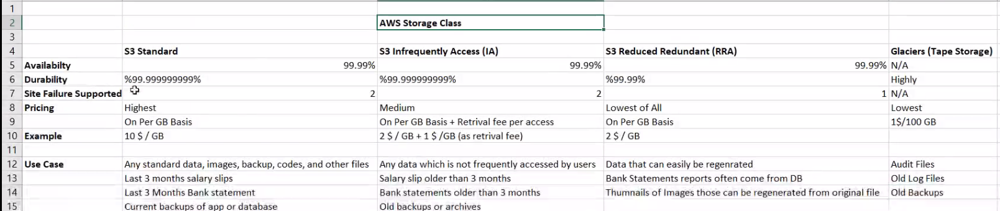 1
2 AWS Storage Class
3
4 S3 Standard S3 Infrequently Access (IA) S3 Reduced Redundant (RRA) Glaciers (Tape Storage)
5 Availabilty 99.99% 99.99% 99.99% N/A
6 Durability %99.999999999% %99.999999999% %99.99% Highly
7 Site Failure Supported 2 2 1 N/A
8 Pricing Highest Medium Lowest of All Lowest
9 On Per GB Basis On Per GB Basis + Retrival fee per access On Per GB Basis 1$/100 GB
10 Example 10 $ / GB 2 $ / GB + 1 $ /GB (as retrival fee) 2 $ / GB
11
12 Use Case Any standard data, images, backup, codes, and other files Any data which is not frequently accessed by users Data that can easily be regenrated Audit Files
13 Last 3 months salary slips Salary slip older than 3 months Bank Statements reports often come from DB Old Log Files
14 Last 3 Months Bank statement Bank statements older than 3 months Thumnails of Images those can be regenerated from original file Old Backups
15 Current backups of app or database Old backups or archives